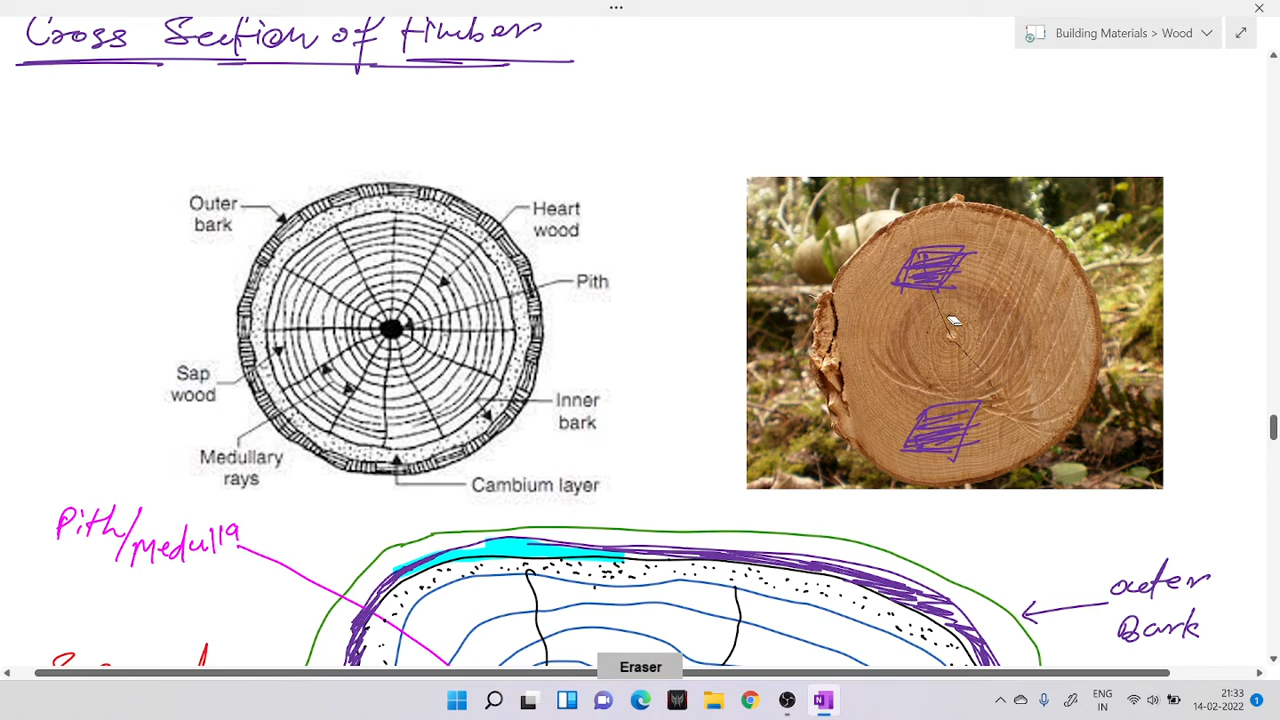 Cross Section of timber
Building Materials > Wood
Outer
bark
Heart
wood
Pith
Sap
wood
Inner
bark
Medullary
rays
Cambium layer
Pith/
Medulla
outer
Bark
Eraser
ENG
IN
21:33
14-02-2022
1